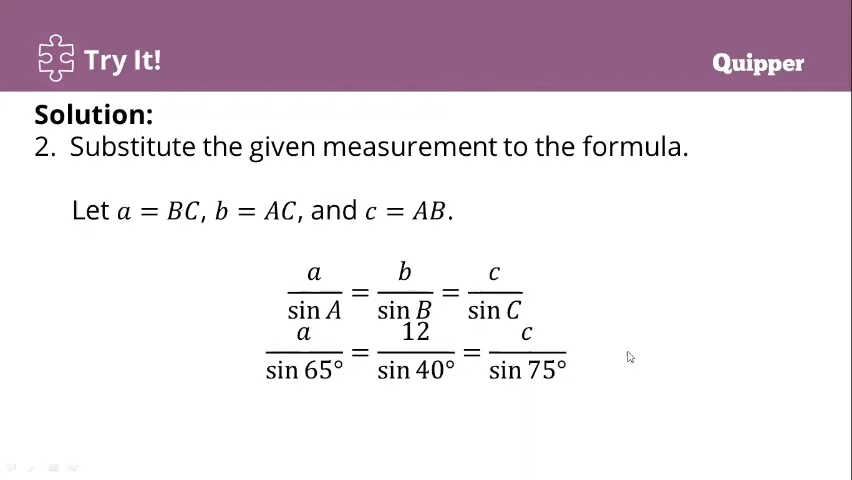 Try It!
Quipper
Solution:
2. Substitute the given measurement to the formula.
Let a = BC, b = AC, and c = AB.
a/sin A = b/sin B = c/sin C
a/sin 65° = 12/sin 40° = c/sin 75°